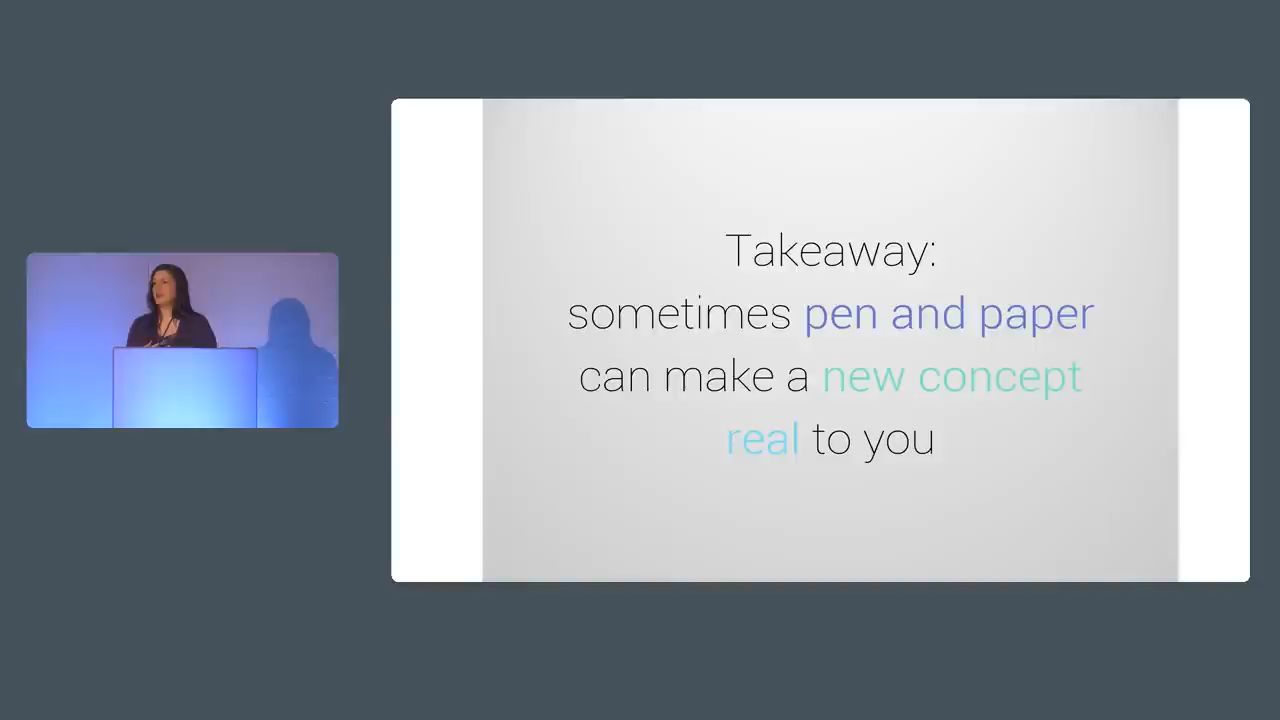 Takeaway:
sometimes pen and paper
can make a new concept
real to you